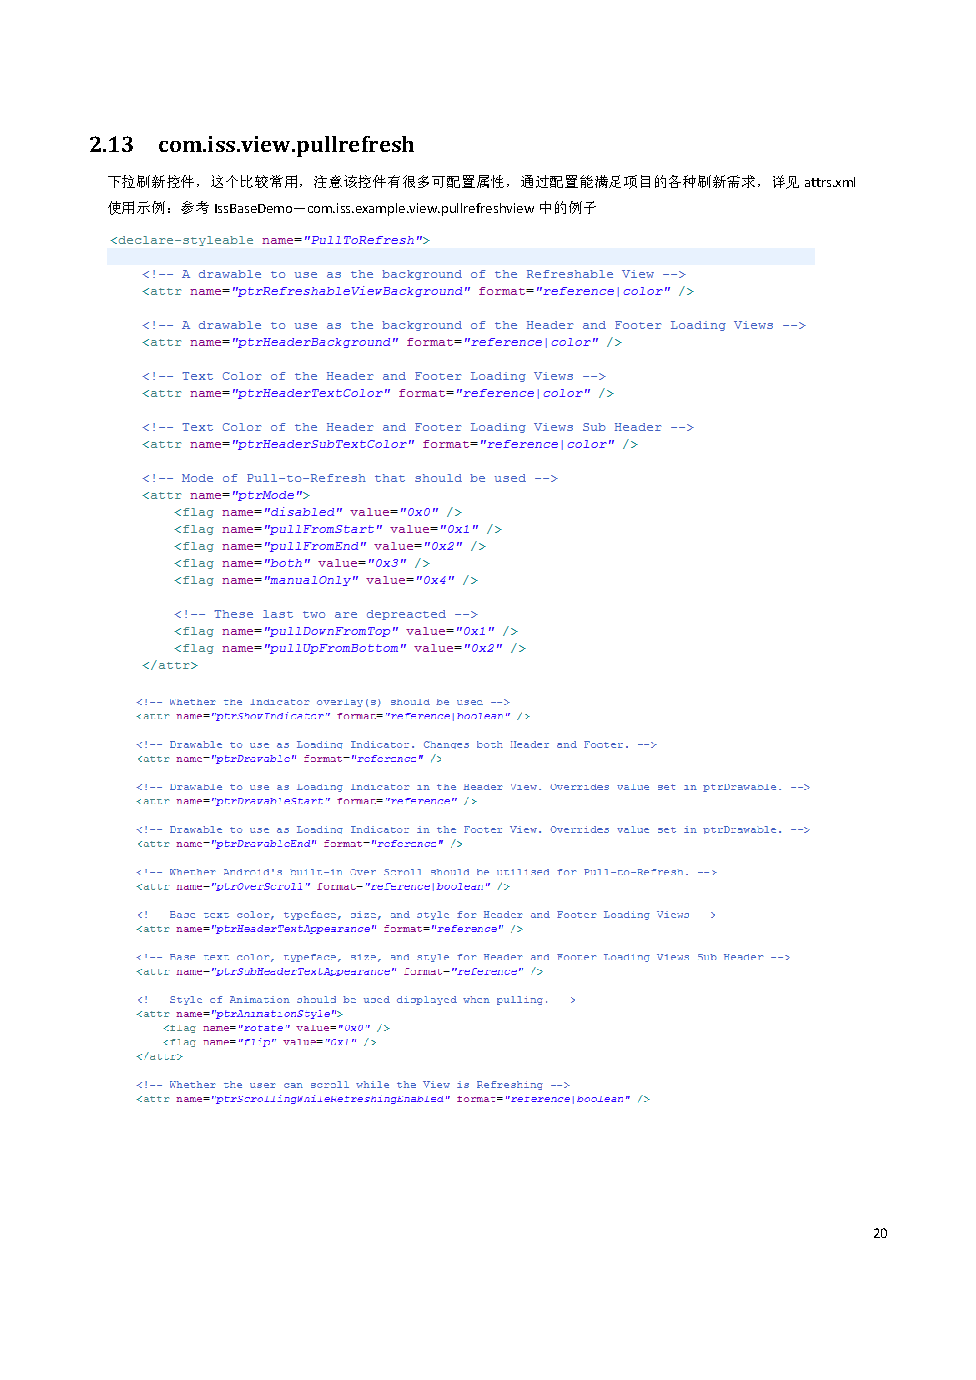 2.13 com.iss.view.pullrefresh
下拉刷新控件，这个比较常用，注意该控件有很多可配置属性，通过配置能满足项目的各种刷新需求，详见 attrs.xml
使用示例：参考 IssBaseDemo—com.iss.example.view.pullrefreshview 中的例子
<declare-styleable name="PullToRefresh">
<!-- A drawable to use as the background of the Refreshable View -->
<attr name="ptrRefreshableViewBackground" format="reference|color" />
<!-- A drawable to use as the background of the Header and Footer Loading Views -->
<attr name="ptrHeaderBackground" format="reference|color" />
<!-- Text Color of the Header and Footer Loading Views -->
<attr name="ptrHeaderTextColor" format="reference|color" />
<!-- Text Color of the Header and Footer Loading Views Sub Header -->
<attr name="ptrHeaderSubTextColor" format="reference|color" />
<!-- Mode of Pull-to-Refresh that should be used -->
<attr name="ptrMode">
<flag name="disabled" value="0x0" />
<flag name="pullFromStart" value="0x1" />
<flag name="pullFromEnd" value="0x2" />
<flag name="both" value="0x3" />
<flag name="manualOnly" value="0x4" />
<!-- These last two are depreacted -->
<flag name="pullDownFromTop" value="0x1" />
<flag name="pullUpFromBottom" value="0x2" />
</attr>
<!-- Whether the Indicator overlay(s) should be used -->
<attr name="ptrShowIndicator" format="reference|boolean" />
<!-- Drawable to use as Loading Indicator. Changes both Header and Footer. -->
<attr name="ptrDrawable" format="reference" />
<!-- Drawable to use as Loading Indicator in the Header View. Overrides value set in ptrDrawable. -->
<attr name="ptrDrawableStart" format="reference" />
<!-- Drawable to use as Loading Indicator in the Footer View. Overrides value set in ptrDrawable. -->
<attr name="ptrDrawableEnd" format="reference" />
<!-- Whether Android's built-in Over Scroll should be utilised for Pull-to-Refresh. -->
<attr name="ptrOverScroll" format="reference|boolean" />
<!-- Base text color, typeface, size, and style for Header and Footer Loading Views -->
<attr name="ptrHeaderTextAppearance" format="reference" />
<!-- Base text color, typeface, size, and style for Header and Footer Loading Views Sub Header -->
<attr name="ptrSubHeaderTextAppearance" format="reference" />
<!-- Style of Animation should be used displayed when pulling. -->
<attr name="ptrAnimationStyle">
<flag name="rotate" value="0x0" />
<flag name="flip" value="0x1" />
</attr>
<!-- Whether the user can scroll while the View is Refreshing -->
<attr name="ptrScrollingWhileRefreshingEnabled" format="reference|boolean" />
20